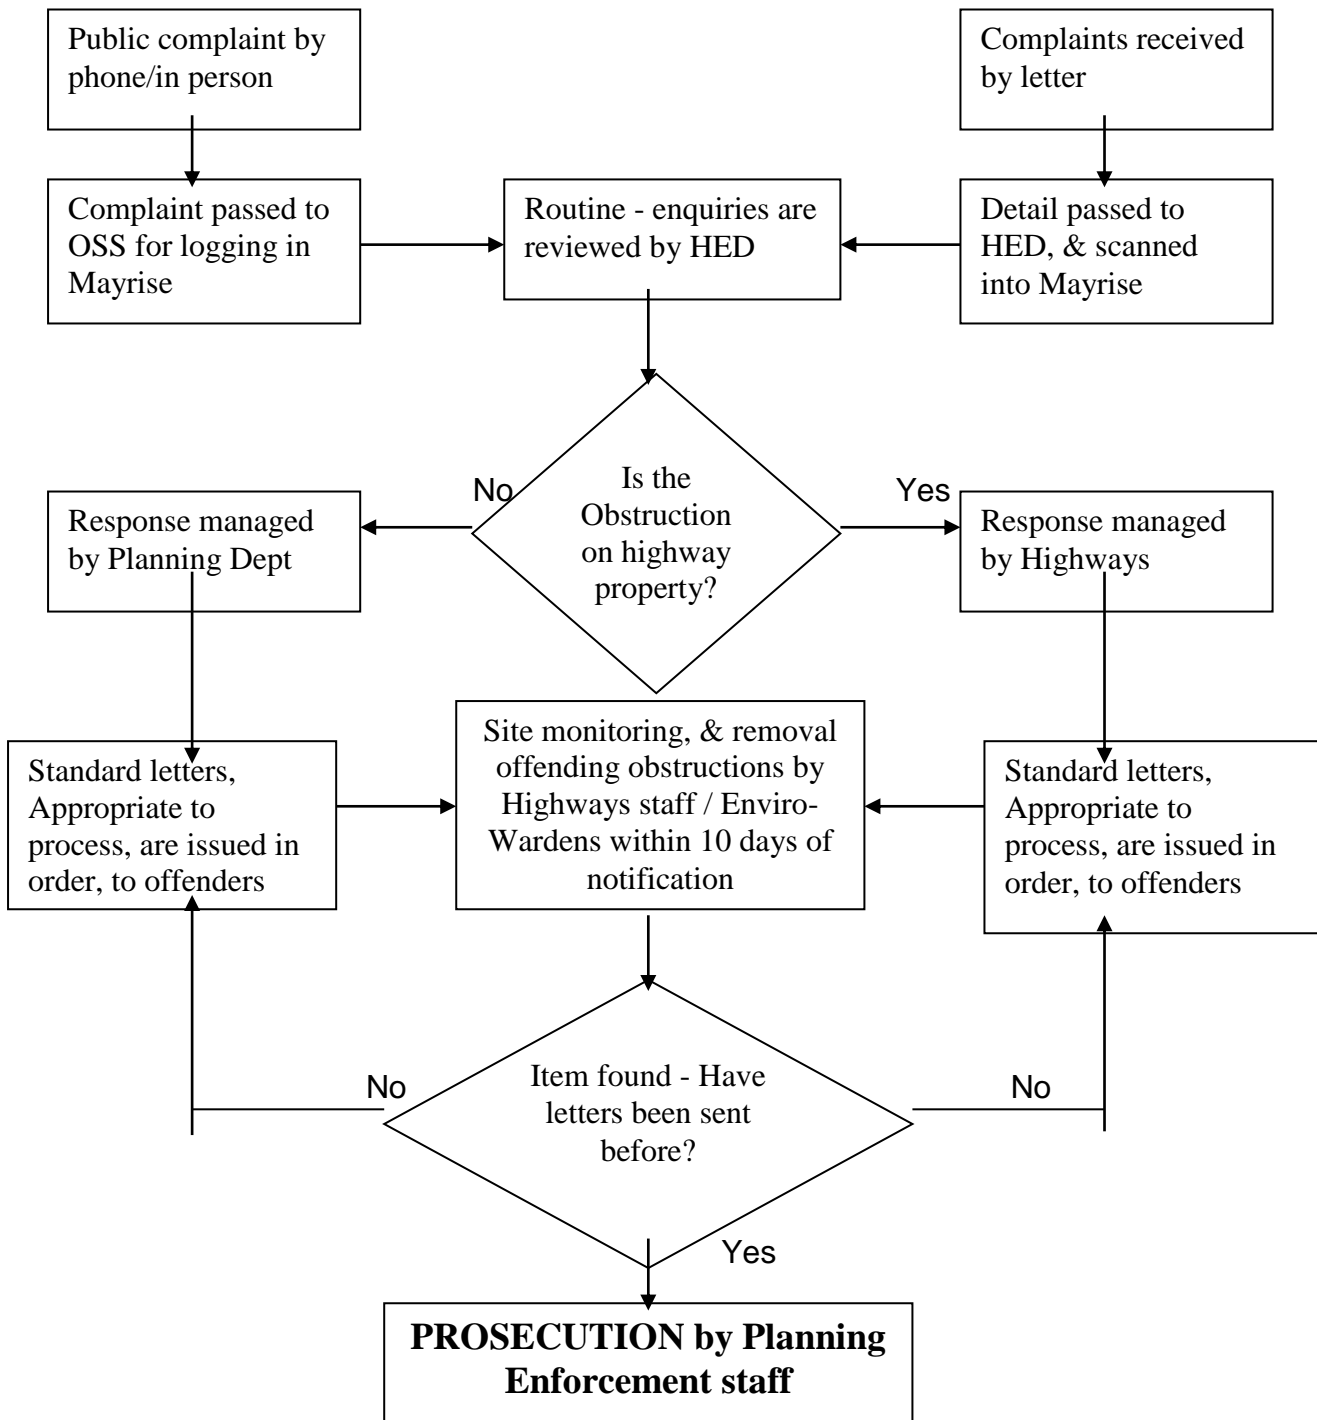 Public complaint by
phone/in person
Complaints received
by letter
Complaint passed to
OSS for logging in
Mayrise
Routine - enquiries are
reviewed by HED
Detail passed to
HED, & scanned
into Mayrise
No
Is the
Obstruction
on highway
property?
Yes
Response managed
by Planning Dept
Response managed
by Highways
Standard letters,
Appropriate to
process, are issued in
order, to offenders
Site monitoring, & removal
offending obstructions by
Highways staff / Enviro-
Wardens within 10 days of
notification
Standard letters,
Appropriate to
process, are issued in
order, to offenders
No
Item found - Have
letters been sent
before?
No
Yes
PROSECUTION by Planning
Enforcement staff